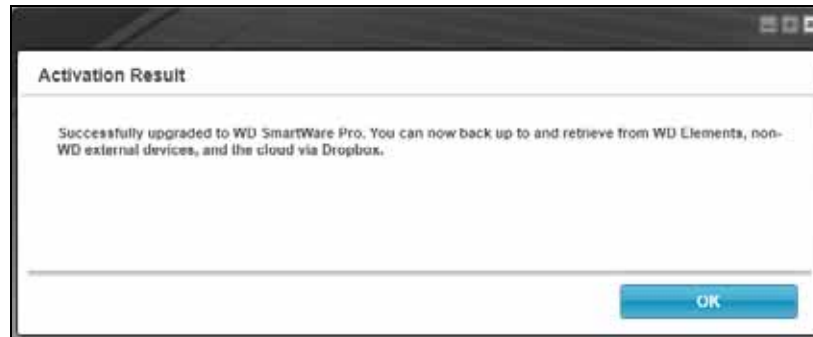 Activation Result
Successfully upgraded to WD SmartWare Pro. You can now back up to and retrieve from WD Elements, non-
WD external devices, and the cloud via Dropbox.
OK